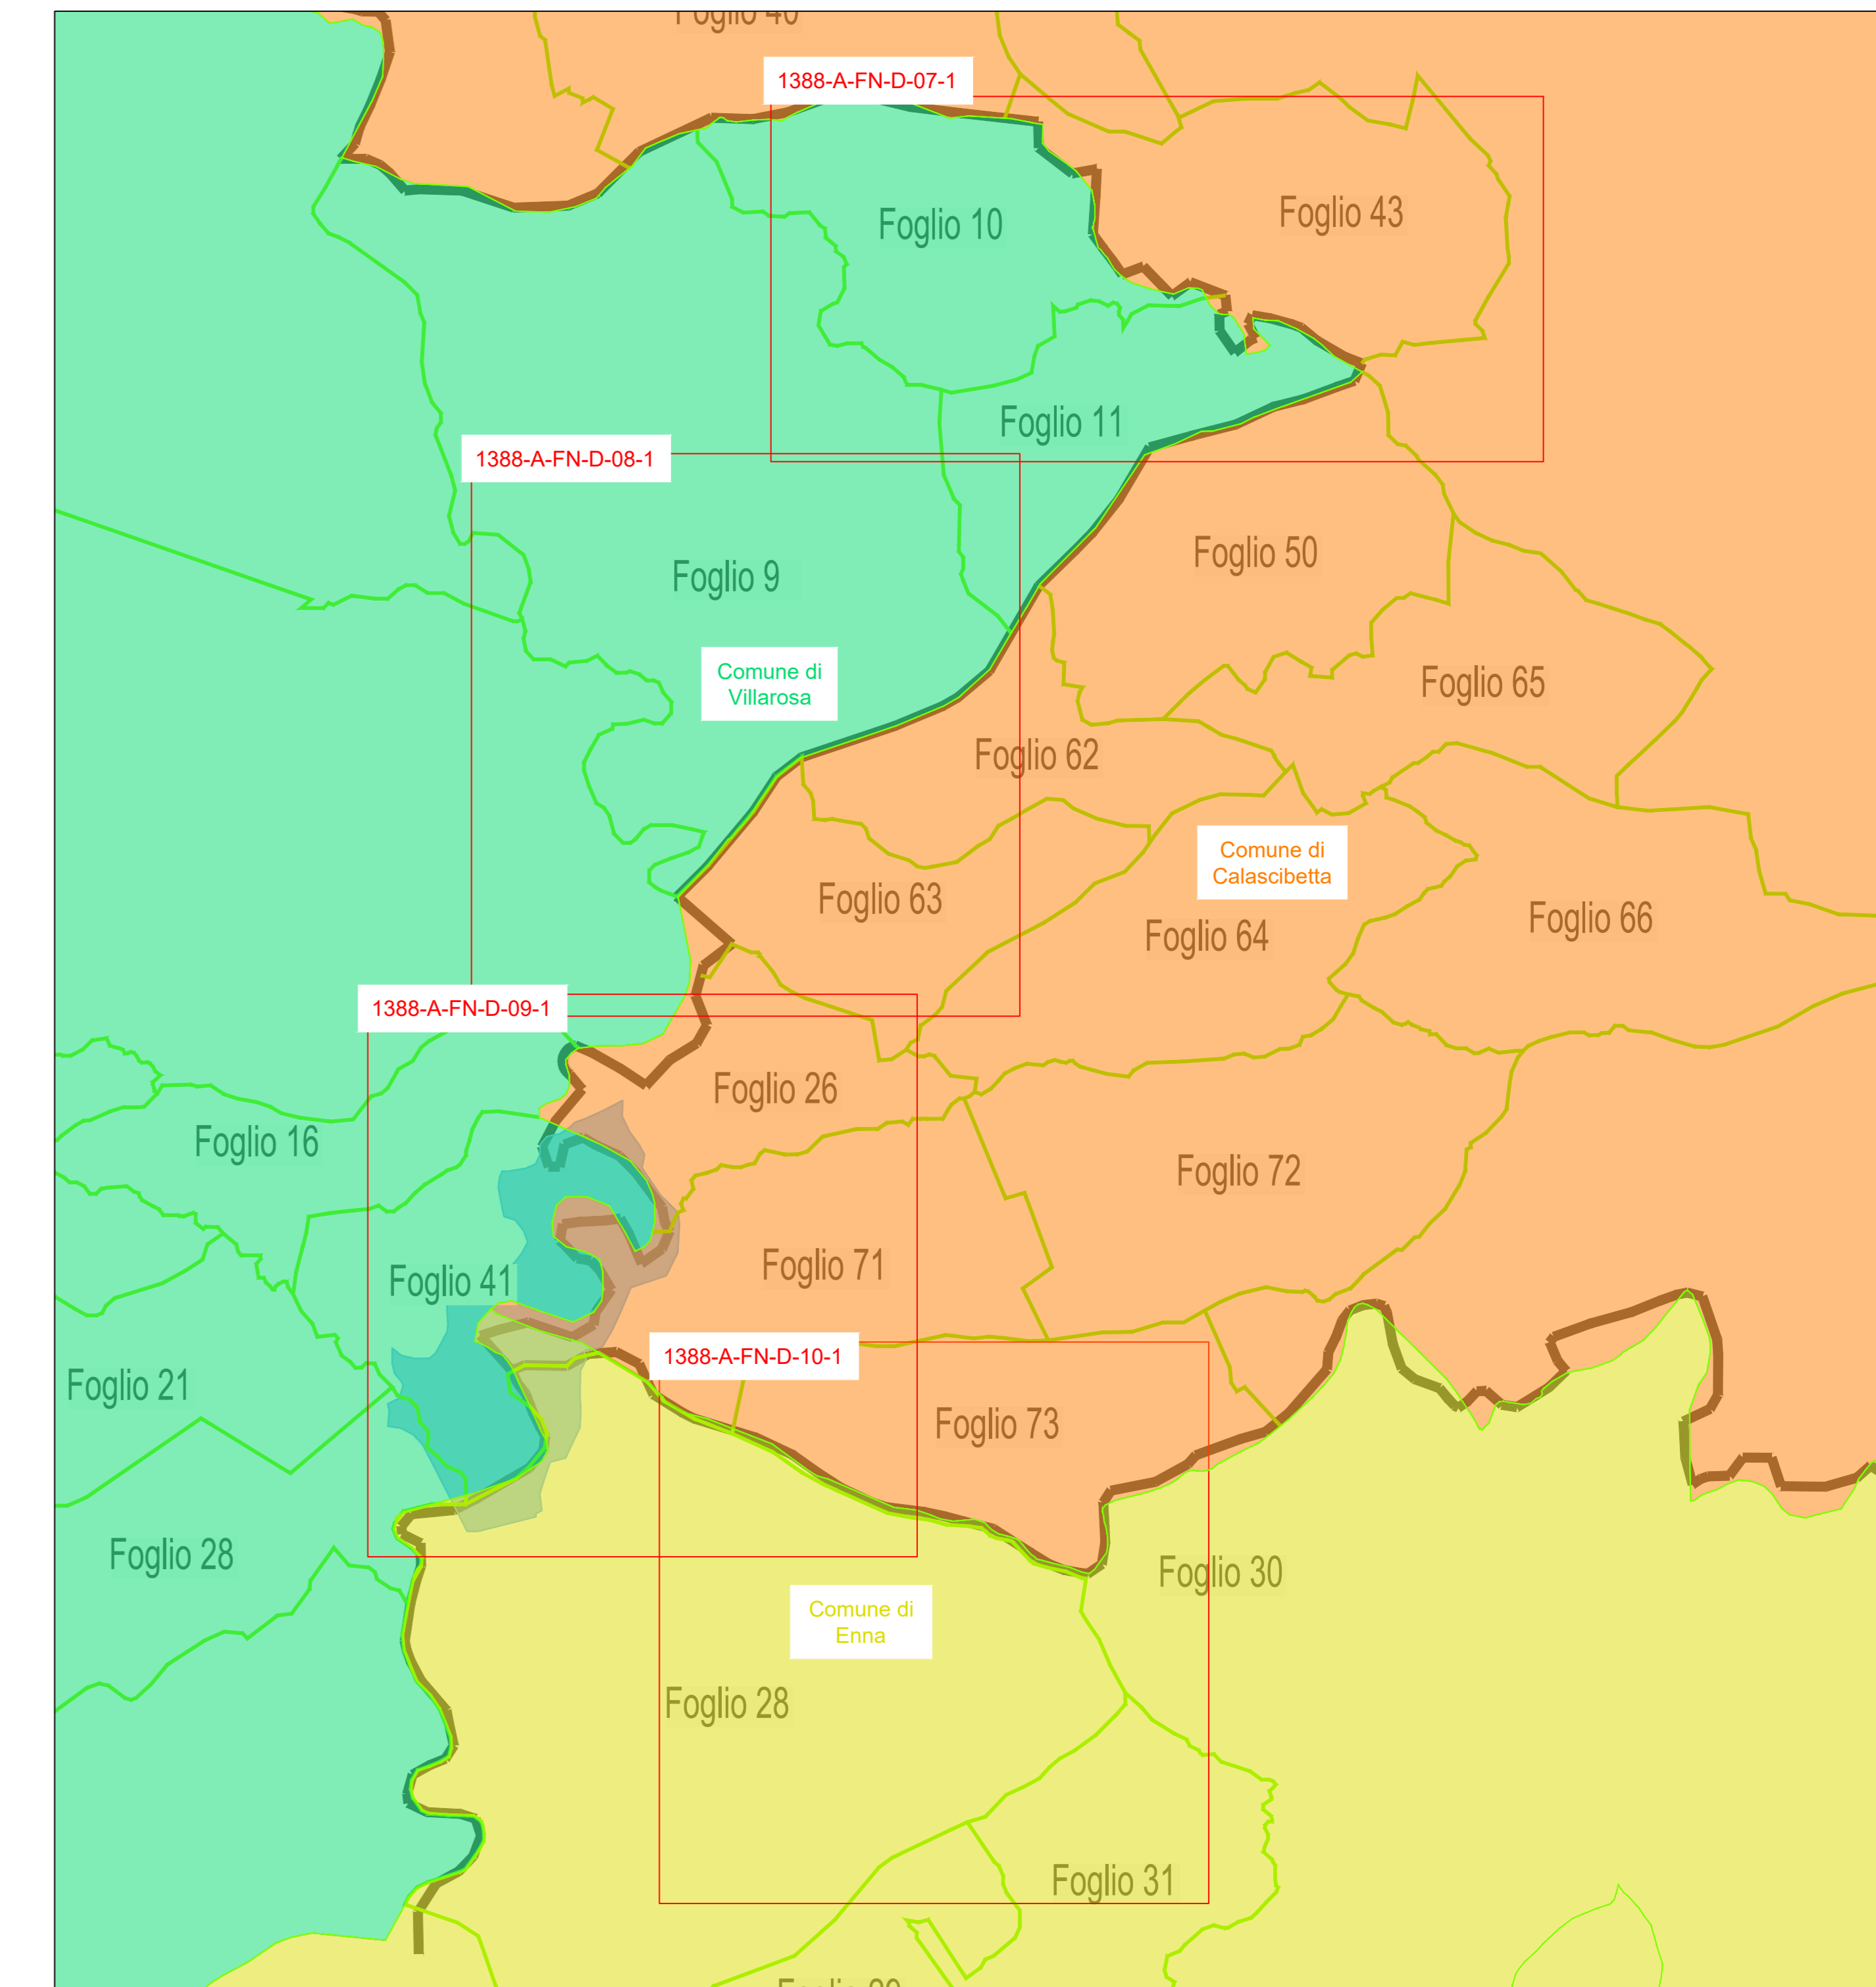 1388-A-FN-D-07-1
Foglio 43
Foglio 10
Foglio 11
1388-A-FN-D-08-1
Foglio 50
Foglio 9
Comune di
Villarosa
Foglio 65
Foglio 62
Comune di
Calascibetta
Foglio 63
Foglio 66
Foglio 64
1388-A-FN-D-09-1
Foglio 26
Foglio 16
Foglio 72
Foglio 71
Foglio 41
1388-A-FN-D-10-1
Foglio 21
Foglio 73
Foglio 28
Foglio 30
Comune di
Enna
Foglio 28
Foglio 31